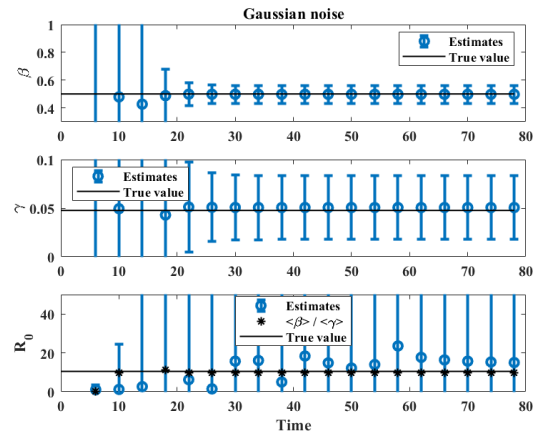 Gaussian noise
1
0.8
0.6
0.4
β
Estimates
True value
0 10 20 30 40 50 60 70 80
0.1
0.05
0
γ
Estimates
True value
0 10 20 30 40 50 60 70 80
40
20
0
R0
Estimates
<β> / <γ>
True value
0 10 20 30 40 50 60 70 80
Time